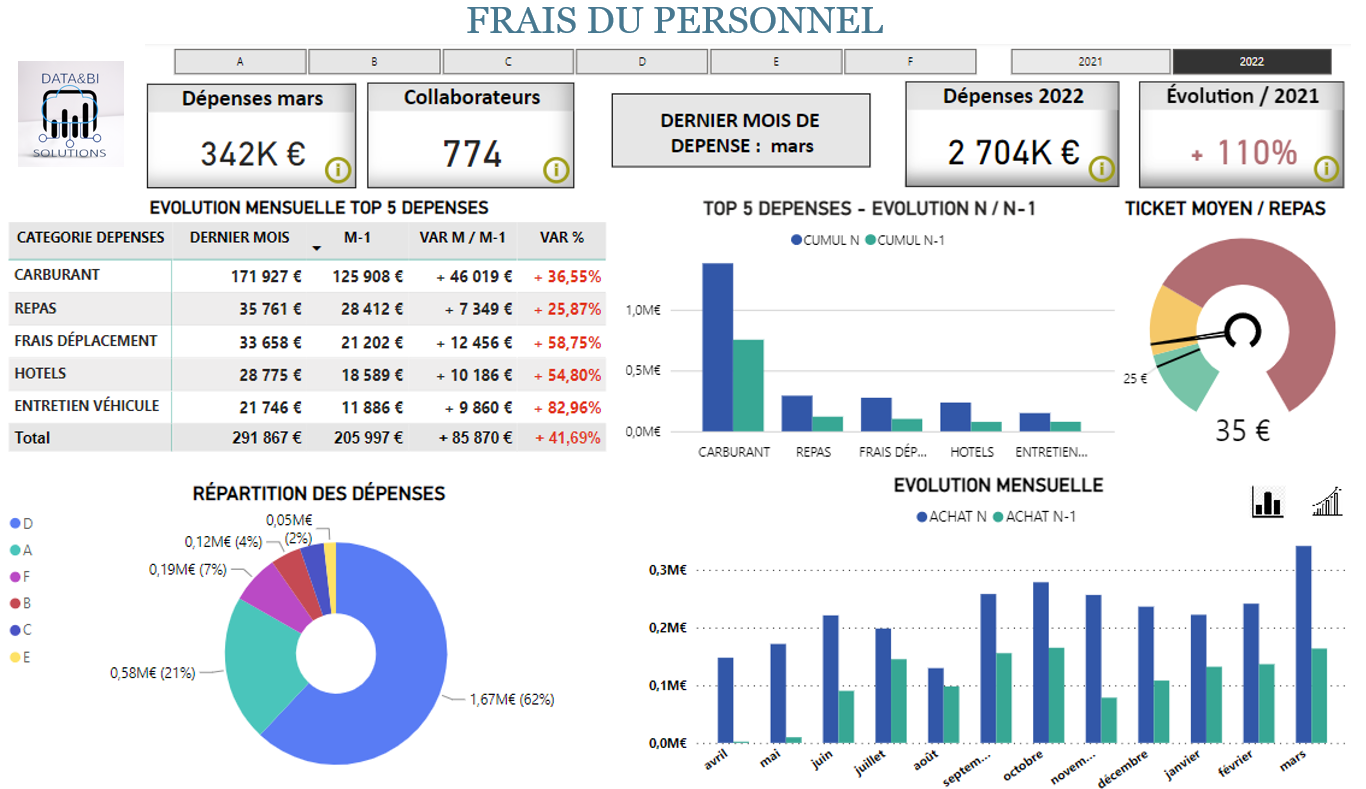 FRAIS DU PERSONNEL
A B C D E F 2021 2022
DATA&BI
SOLUTIONS
Dépenses mars
342K €
Collaborateurs
774
DERNIER MOIS DE
DEPENSE : mars
Dépenses 2022
2 704K €
Évolution / 2021
+ 110%
EVOLUTION MENSUELLE TOP 5 DEPENSES
CATEGORIE DEPENSES DERNIER MOIS M-1 VAR M / M-1 VAR %
CARBURANT 171 927 € 125 908 € + 46 019 € + 36,55%
REPAS 35 761 € 28 412 € + 7 349 € + 25,87%
FRAIS DÉPLACEMENT 33 658 € 21 202 € + 12 456 € + 58,75%
HOTELS 28 775 € 18 589 € + 10 186 € + 54,80%
ENTRETIEN VÉHICULE 21 746 € 11 886 € + 9 860 € + 82,96%
Total 291 867 € 205 997 € + 85 870 € + 41,69%
TOP 5 DEPENSES - EVOLUTION N / N-1
CUMUL N CUMUL N-1
1,0M€
0,5M€
0,0M€
CARBURANT REPAS FRAIS DÉP... HOTELS ENTRETIEN...
TICKET MOYEN / REPAS
25 €
35 €
RÉPARTITION DES DÉPENSES
D
A
F
B
C
E
0,05M€
(2%)
0,12M€ (4%)
0,19M€ (7%)
0,58M€ (21%)
1,67M€ (62%)
EVOLUTION MENSUELLE
ACHAT N ACHAT N-1
0,3M€
0,2M€
0,1M€
0,0M€
avril mai juin juillet août septem... octobre novem... décembre janvier février mars